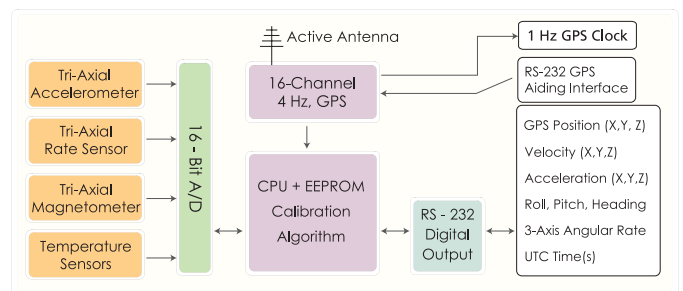 Active Antenna
1 Hz GPS Clock
Tri-Axial
Accelerometer
16-Channel
4 Hz, GPS
RS-232 GPS
Aiding Interface
Tri-Axial
Rate Sensor
16 - Bit A/D
Tri-Axial
Magnetometer
Temperature
Sensors
CPU + EEPROM
Calibration
Algorithm
RS - 232
Digital
Output
GPS Position (X,Y, Z)
Velocity (X,Y,Z)
Acceleration (X,Y,Z)
Roll, Pitch, Heading
3-Axis Angular Rate
UTC Time(s)